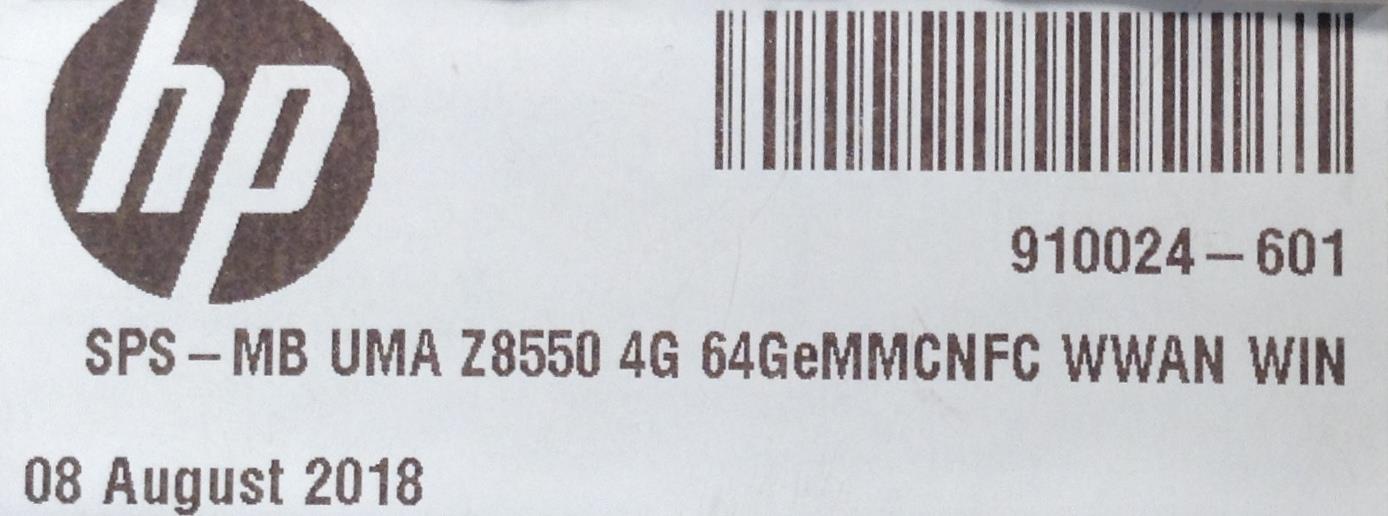 hp
910024-601
SPS-MB UMA Z8550 4G 64GeMMCNFC WWAN WIN
08 August 2018